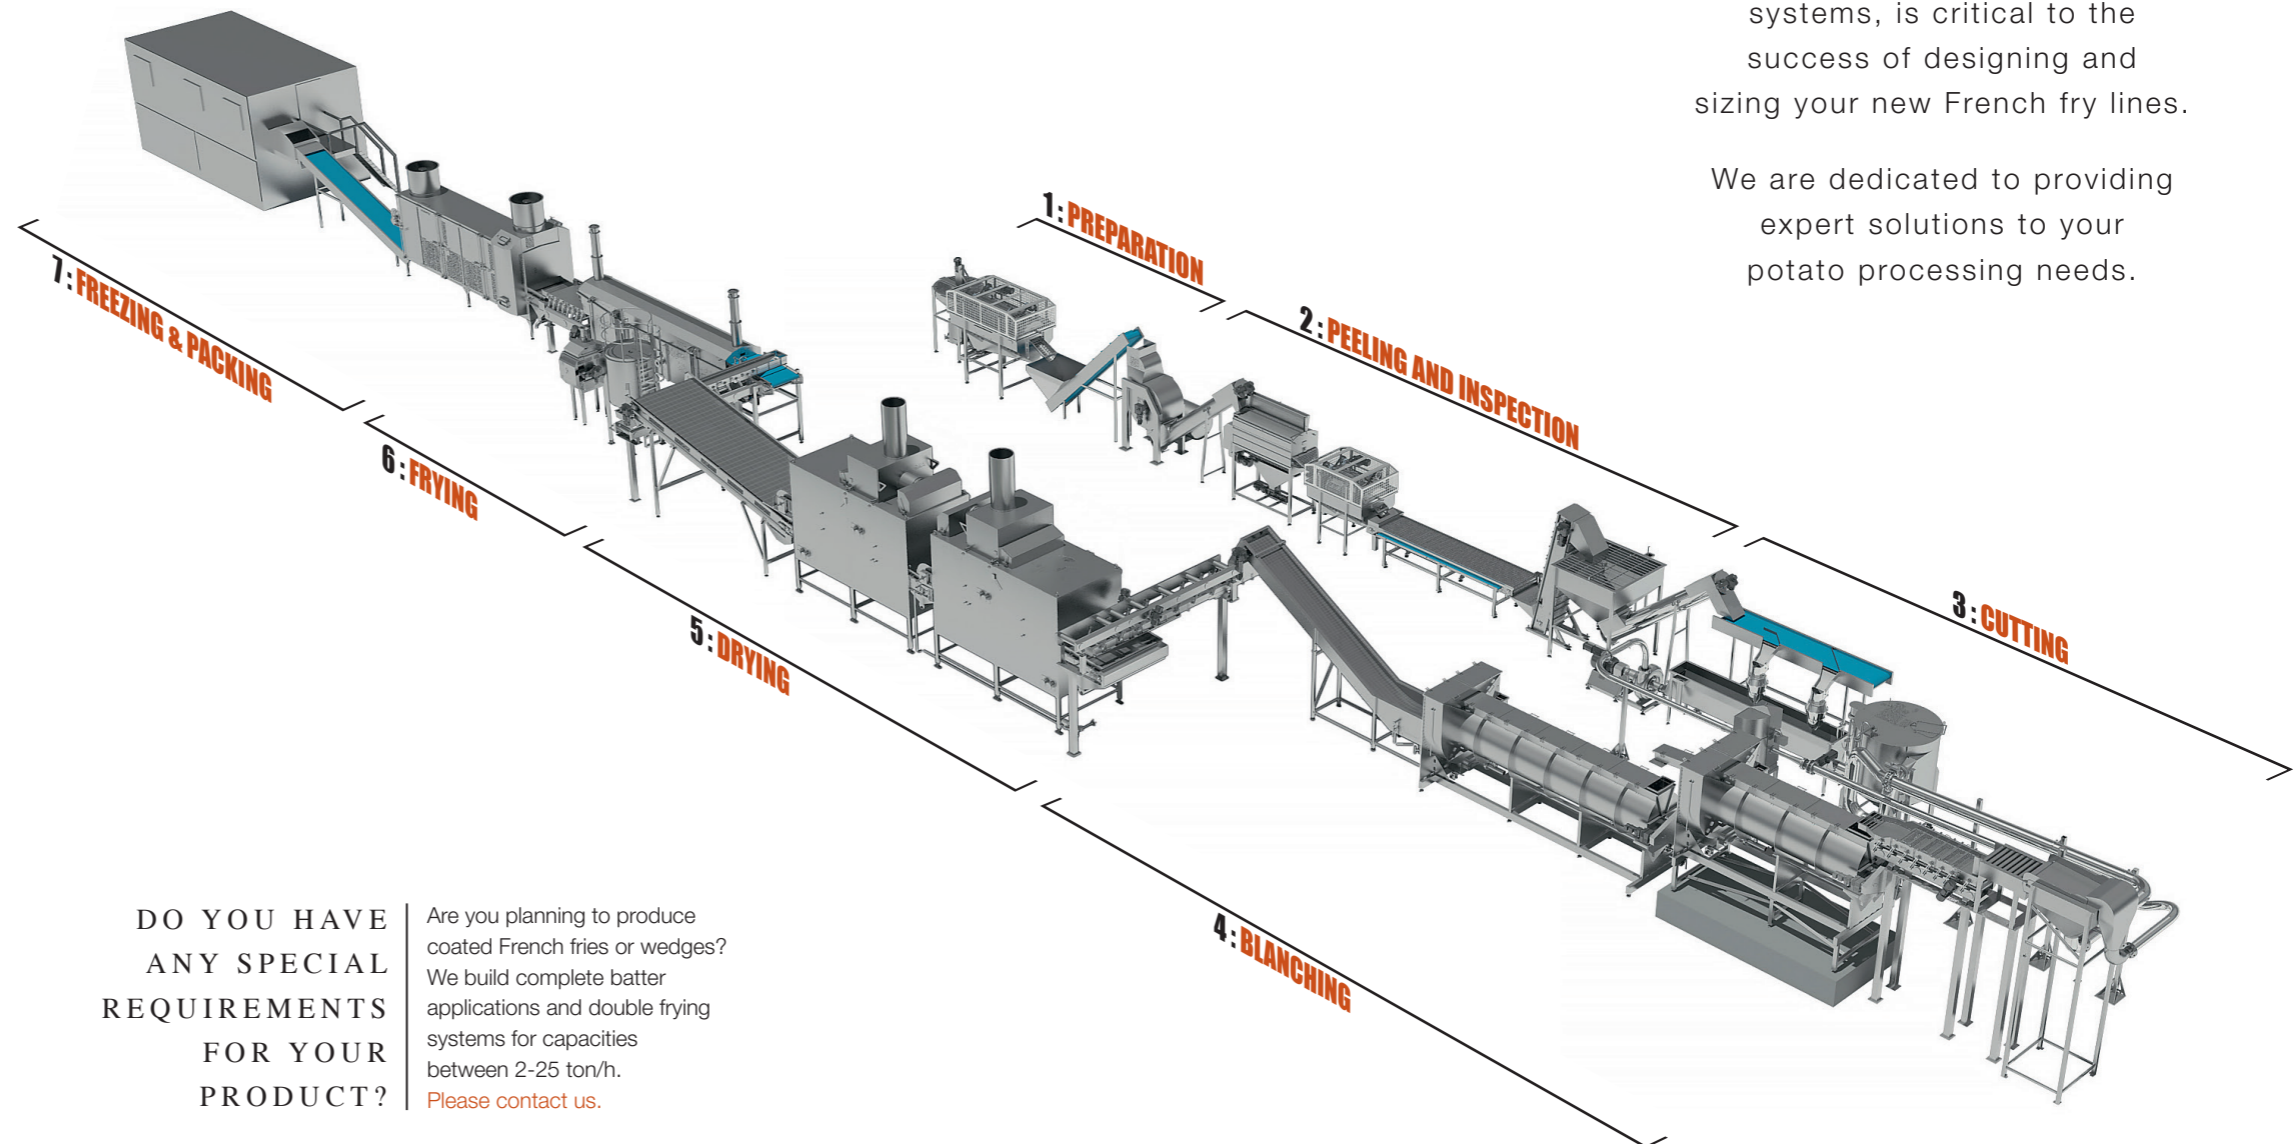 systems, is critical to the
success of designing and
sizing your new French fry lines.
We are dedicated to providing
expert solutions to your
potato processing needs.
1: PREPARATION
2: PEELING AND INSPECTION
3: CUTTING
4: BLANCHING
5: DRYING
6: FRYING
7: FREEZING & PACKING
DO YOU HAVE
ANY SPECIAL
REQUIREMENTS
FOR YOUR
PRODUCT?
Are you planning to produce
coated French fries or wedges?
We build complete batter
applications and double frying
systems for capacities
between 2-25 ton/h.
Please contact us.